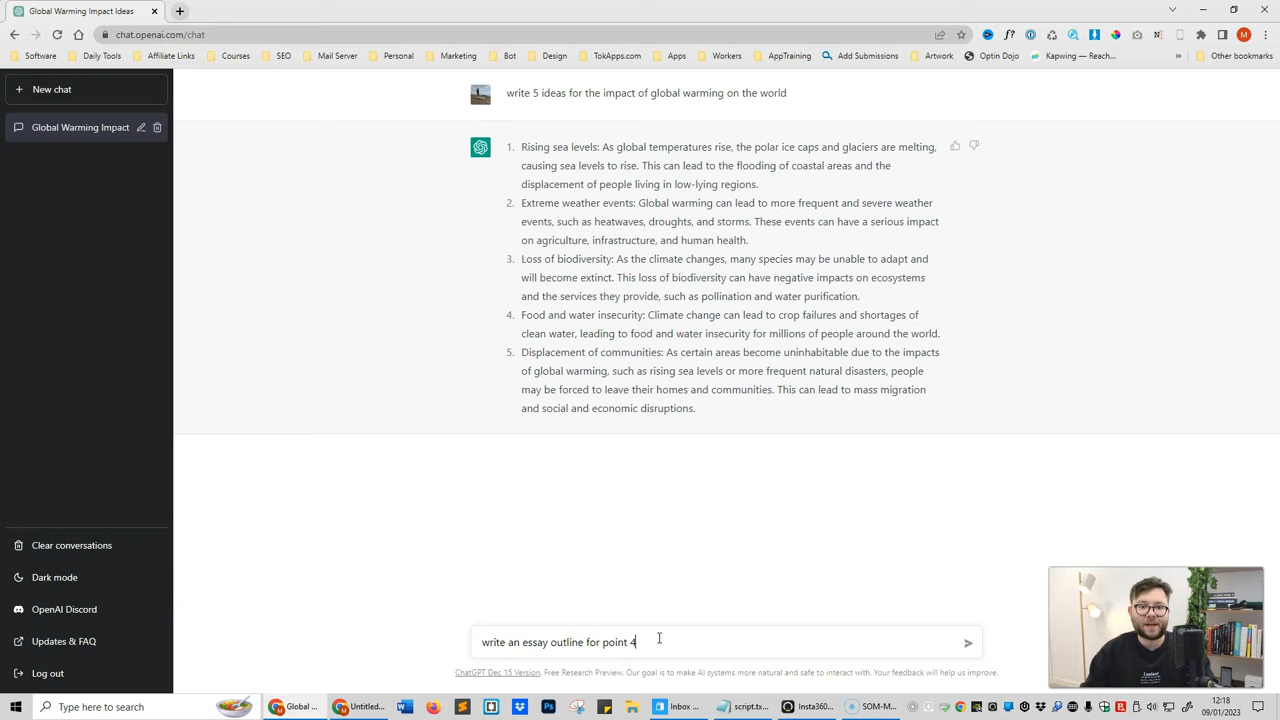 Global Warming Impact Ideas
chat.openai.com/chat
Software
Daily
Affiliate Links
Courses
SEO
Mail Server
Personal
Marketing
Bot
Design
TokApps.com
Apps
Workers
AppTraining
Add Submissions
Artwork
Optin Dojo
Kapwing — Reach...
Other bookmarks
New chat
Global Warming Impact
write 5 ideas for the impact of global warming on the world
1. Rising sea levels: As global temperatures rise, the polar ice caps and glaciers are melting,
causing sea levels to rise. This can lead to the flooding of coastal areas and the
displacement of people living in low-lying regions.
2. Extreme weather events: Global warming can lead to more frequent and severe weather
events, such as heatwaves, droughts, and storms. These events can have a serious impact
on agriculture, infrastructure, and human health.
3. Loss of biodiversity: As the climate changes, many species may be unable to adapt and
will become extinct. This loss of biodiversity can have negative impacts on ecosystems
and the services they provide, such as pollination and water purification.
4. Food and water insecurity: Climate change can lead to crop failures and shortages of
clean water, leading to food and water insecurity for millions of people around the world.
5. Displacement of communities: As certain areas become uninhabitable due to the impacts
of global warming, such as rising sea levels or more frequent natural disasters, people
may be forced to leave their homes and communities. This can lead to mass migration
and social and economic disruptions.
Clear conversations
Dark mode
OpenAI Discord
Updates & FAQ
Log out
write an essay outline for point 4
ChatGPT Dec 15 Version. Free Research Preview. Our goal is to make AI systems more natural and safe to interact with. Your feedback will help us improve.
Type here to search
Global ...
Untitled...
Inbox ...
script.tx...
Insta360...
SOM-M...
12:18
09/01/2023